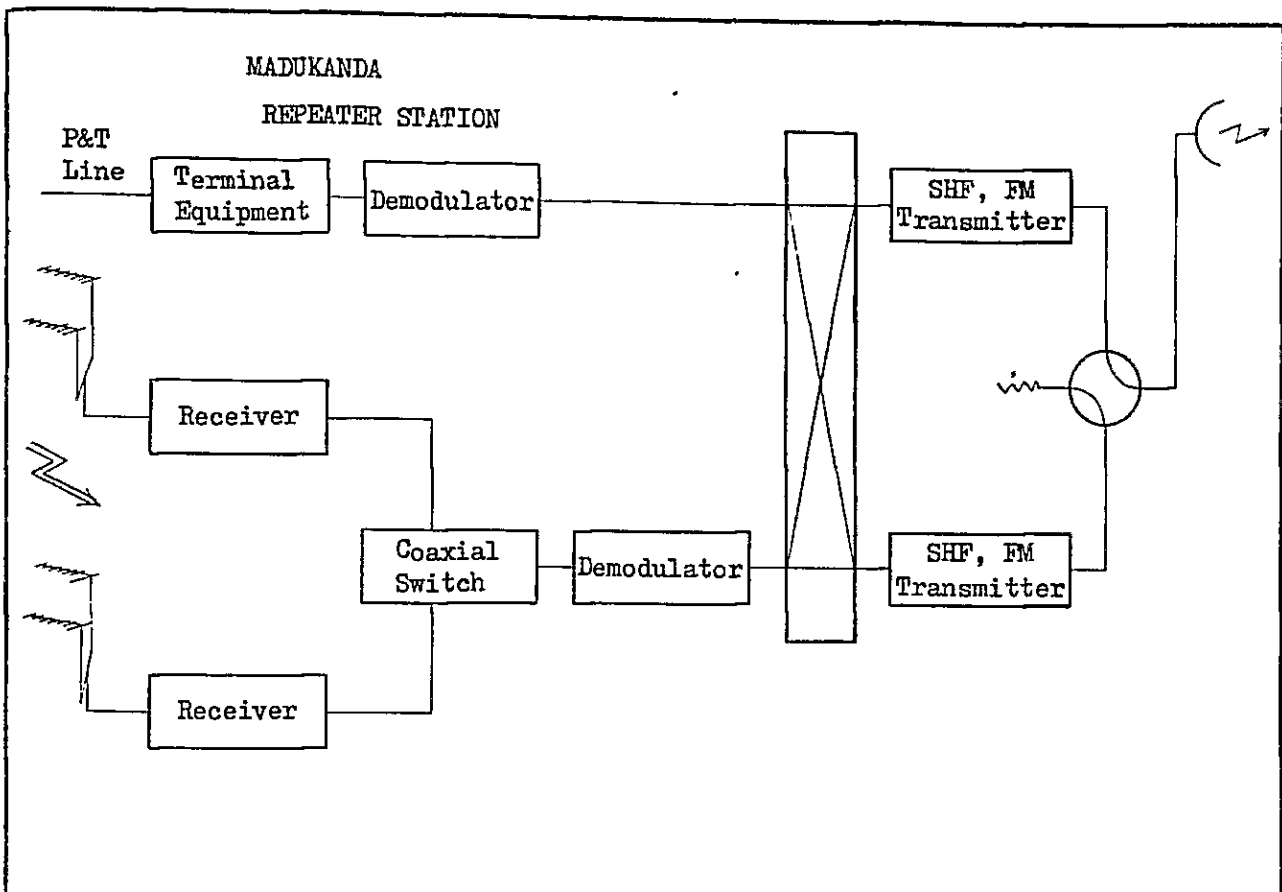 MADUKANDA
REPEATER STATION
P&T
Line
Terminal
Equipment
Demodulator
SHF, FM
Transmitter
Receiver
Coaxial
Switch
Demodulator
SHF, FM
Transmitter
Receiver